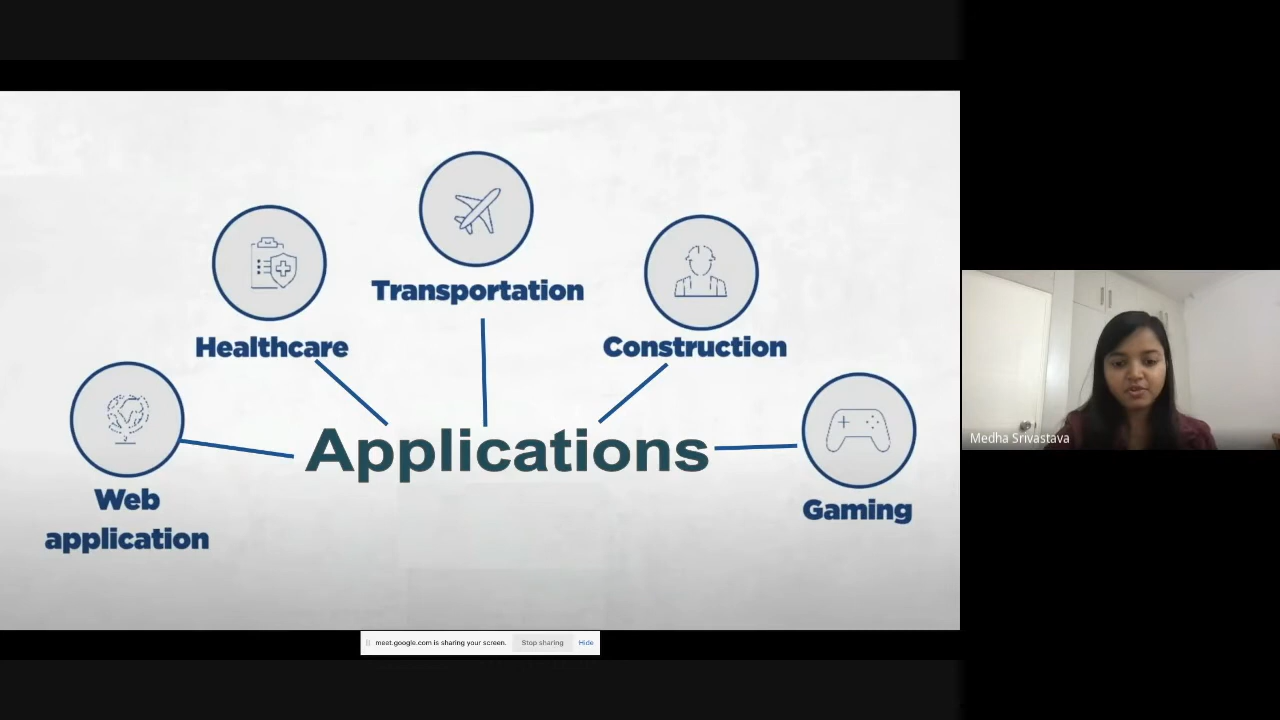 Transportation
Healthcare
Construction
Applications
Web
application
Gaming
Medha Srivastava
meet.google.com is sharing your screen.
Stop sharing
Hide